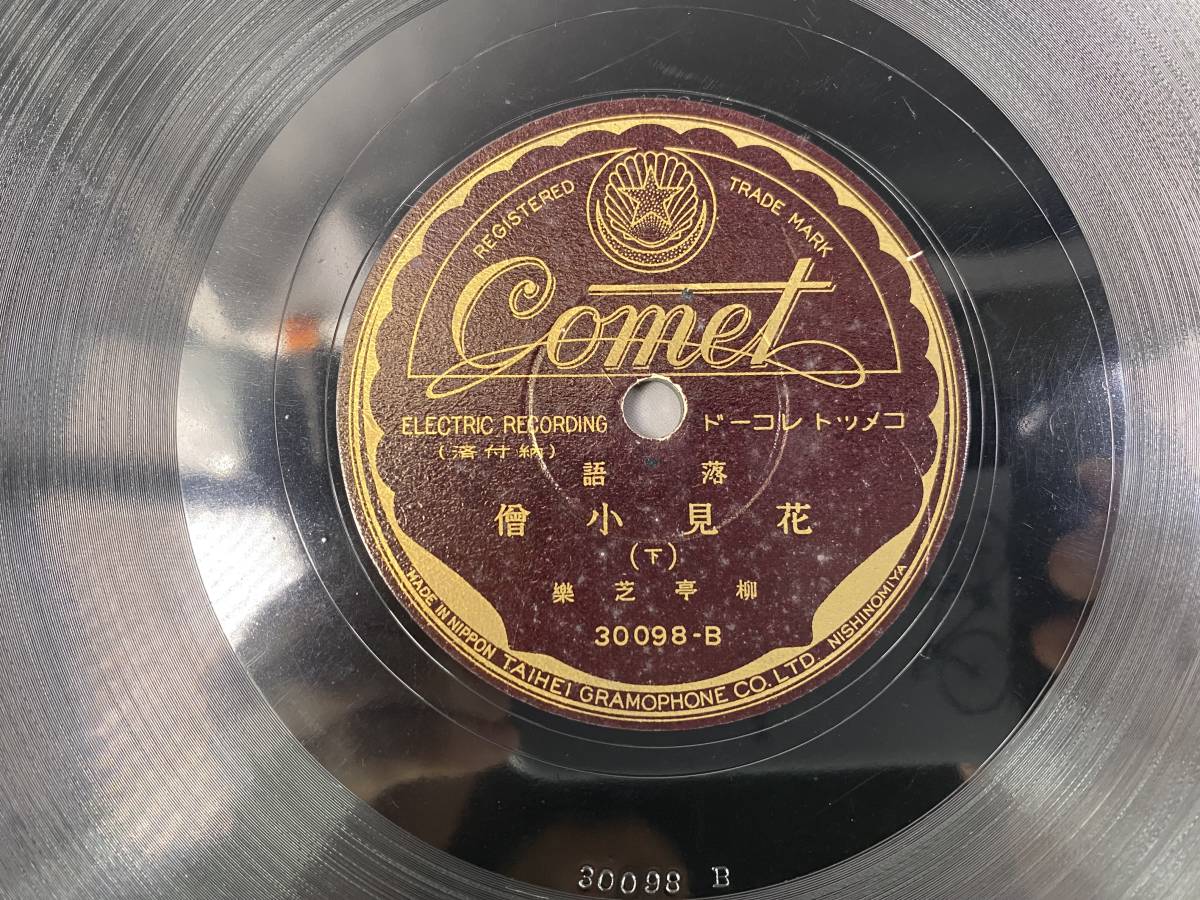 REGISTERED TRADE MARK
Comet
ELECTRIC RECORDING
コメツト レコード
(納付済)
落語
花見小僧
(下)
柳亭芝樂
30098-B
MADE IN NIPPON TAIHEI GRAMOPHONE CO. LTD. NISHINOMIYA
30098 B